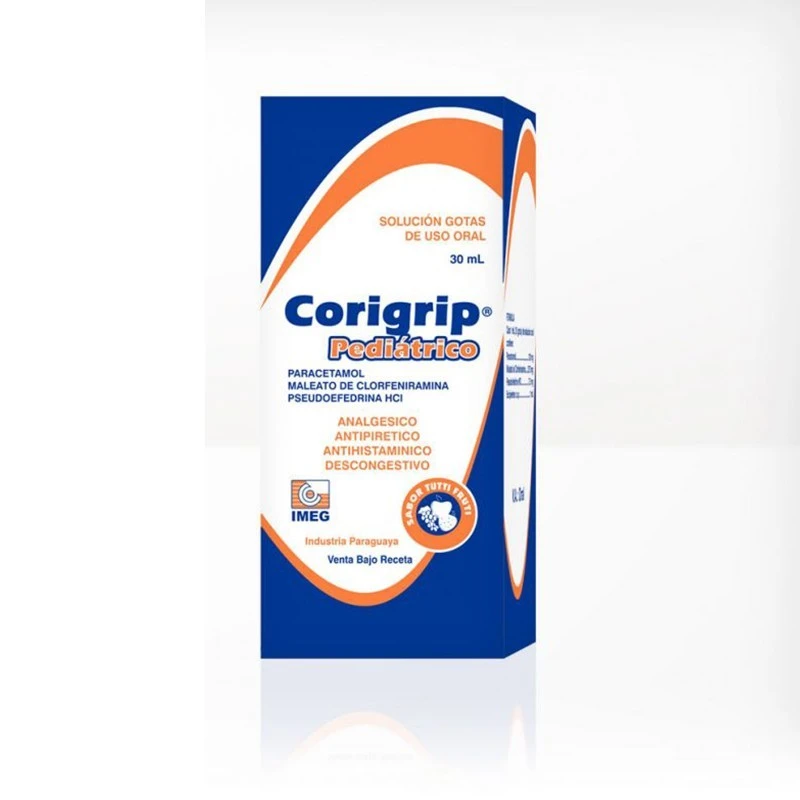 SOLUCIÓN GOTAS
DE USO ORAL
30 mL
Corigrip®
Pediátrico
PARACETAMOL
MALEATO DE CLORFENIRAMINA
PSEUDOEFEDRINA HCl
ANALGESICO
ANTIPIRETICO
ANTIHISTAMINICO
DESCONGESTIVO
SABOR TUTTI FRUTI
IMEG
Industria Paraguaya
Venta Bajo Receta
V.A.: Oral